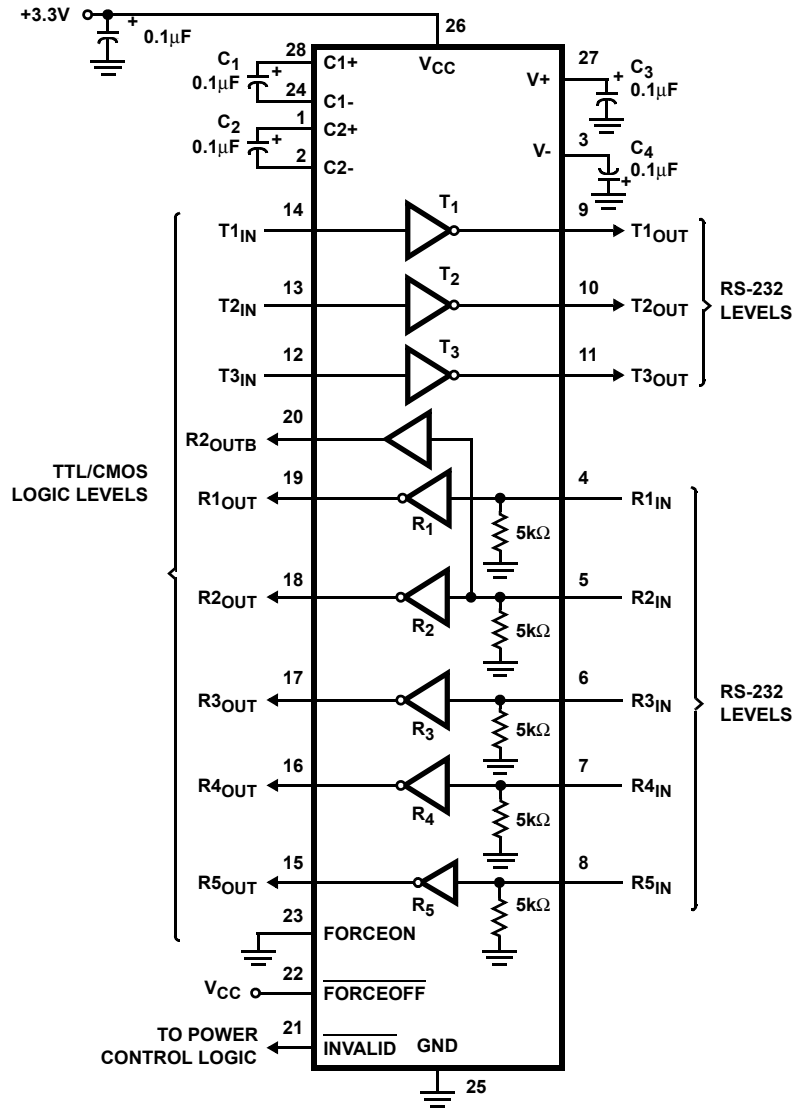 +3.3V
+
0.1μF
26
VCC
C1
0.1μF
+
28
C1+
24
C1-
C2
0.1μF
+
1
C2+
2
C2-
27
V+
+
C3
0.1μF
3
V-
C4
0.1μF
+
T1IN
14
T1
9
T1OUT
T2IN
13
T2
10
T2OUT
T3IN
12
T3
11
T3OUT
RS-232
LEVELS
TTL/CMOS
LOGIC LEVELS
R2OUTB
20
R1OUT
19
R1
5kΩ
4
R1IN
R2OUT
18
R2
5kΩ
5
R2IN
R3OUT
17
R3
5kΩ
6
R3IN
R4OUT
16
R4
5kΩ
7
R4IN
R5OUT
15
R5
5kΩ
8
R5IN
RS-232
LEVELS
23
FORCEON
VCC
22
FORCEOFF
TO POWER
CONTROL LOGIC
21
INVALID
GND
25